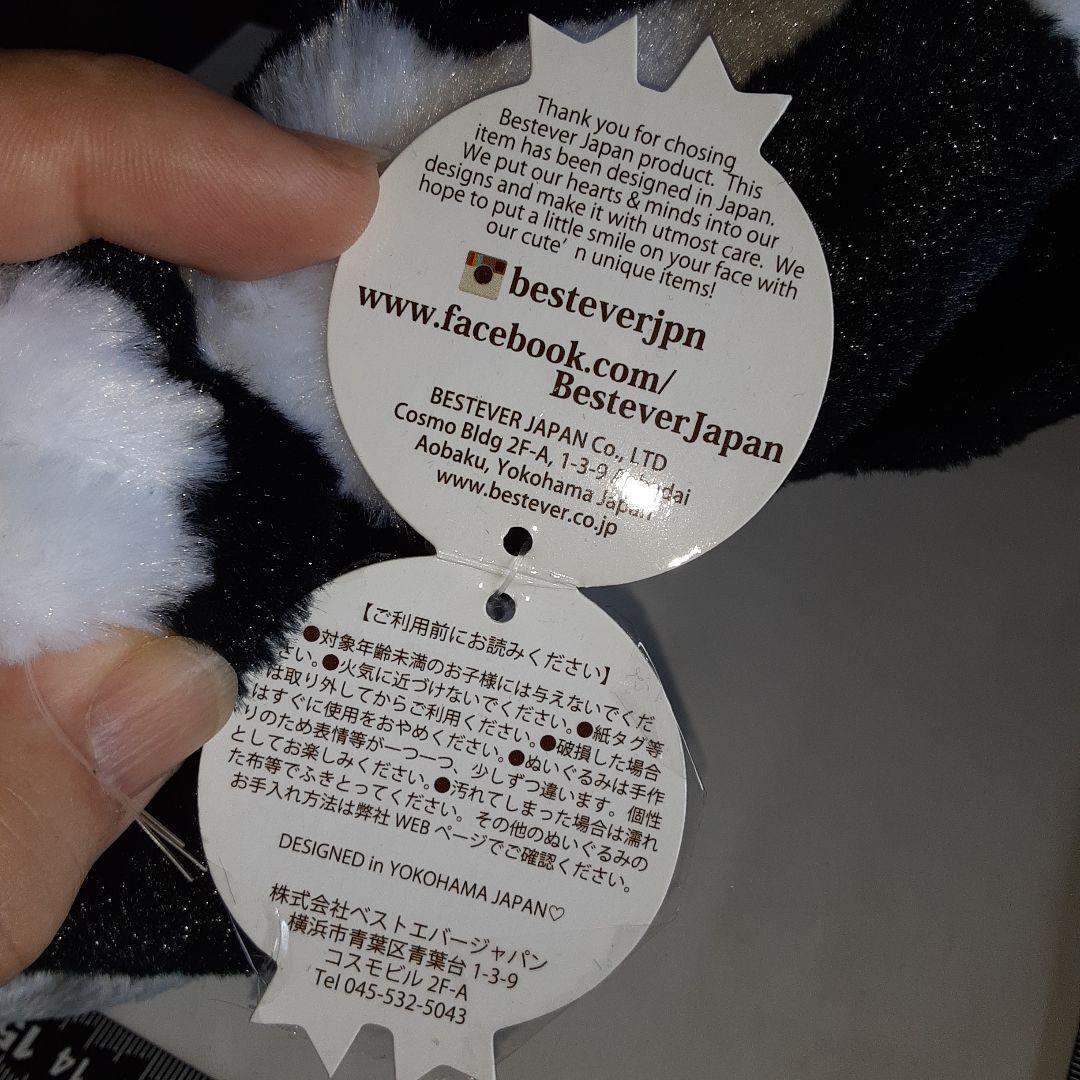 Thank you for chosing
Bestever Japan product. This
item has been designed in Japan.
We put our hearts & minds into our
designs and make it with utmost care. We
hope to put a little smile on your face with
our cute' n unique items!
besteverjpn
www.facebook.com/
BesteverJapan
BESTEVER JAPAN Co., LTD
Cosmo Bldg 2F-A, 1-3-9
Aobaku, Yokohama Japan
www.bestever.co.jp
【ご利用前にお読みください】
●対象年齢未満のお子様には与えないでくだ
さい。●火気に近づけないでください。●紙タグ等
は取り外してからご利用ください。●破損した場合
はすぐに使用をおやめください。●ぬいぐるみは手作
りのため表情等が一つ一つ、少しずつ違います。個性
としてお楽しみください。●汚れてしまった場合は濡れ
た布等でふきとってください。その他のぬいぐるみの
お手入れ方法は弊社WEBページでご確認ください。
DESIGNED in YOKOHAMA JAPAN♡
株式会社ベストエバージャパン
横浜市青葉区青葉台 1-3-9
コスモビル 2F-A
Tel 045-532-5043
14 15